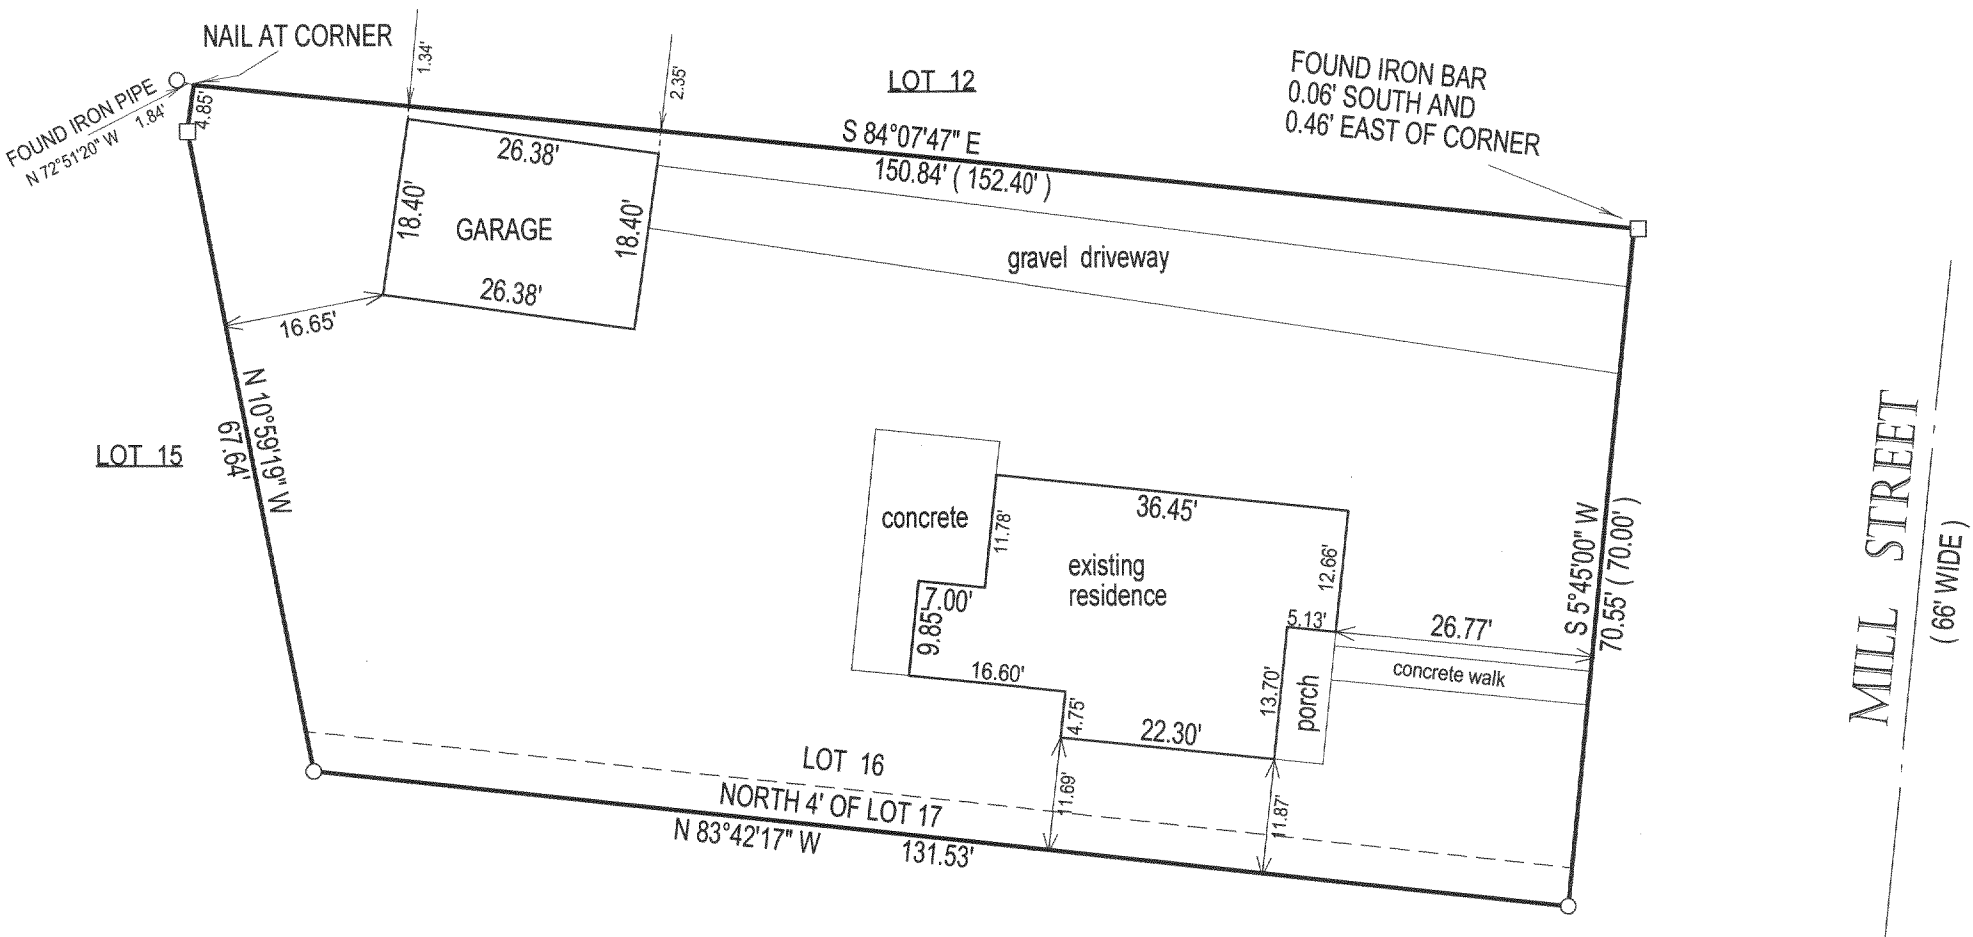 NAIL AT CORNER
1.34'
2.35'
LOT 12
FOUND IRON BAR
0.06' SOUTH AND
0.46' EAST OF CORNER
FOUND IRON PIPE
N 72°51'20" W 1.84'
4.85'
S 84°07'47" E
150.84' ( 152.40' )
26.38'
18.40'
GARAGE
18.40'
26.38'
gravel driveway
16.65'
N 10°59'19" W
67.64'
LOT 15
concrete
11.78'
36.45'
existing
residence
12.66'
7.00'
9.85'
5.13'
26.77'
S 5°45'00" W
70.55' ( 70.00' )
MILL STREET
( 66' WIDE )
16.60'
concrete walk
4.75'
13.70'
porch
22.30'
LOT 16
11.69'
NORTH 4' OF LOT 17
11.87'
N 83°42'17" W 131.53'